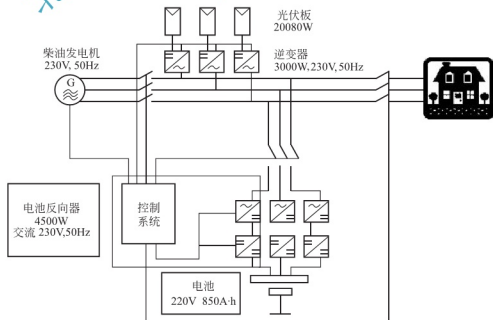 光伏板
20080W
柴油发电机
230V, 50Hz
逆变器
3000W,230V,50Hz
G
电池反向器
4500W
交流 230V,50Hz
控制
系统
电池
220V 850A·h